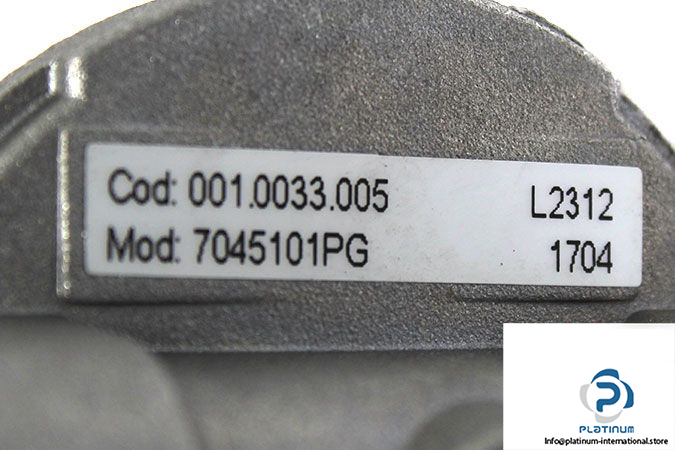 Cod: 001.0033.005 L2312
Mod: 7045101PG 1704
PLATINUM
Info@platinum-international.store